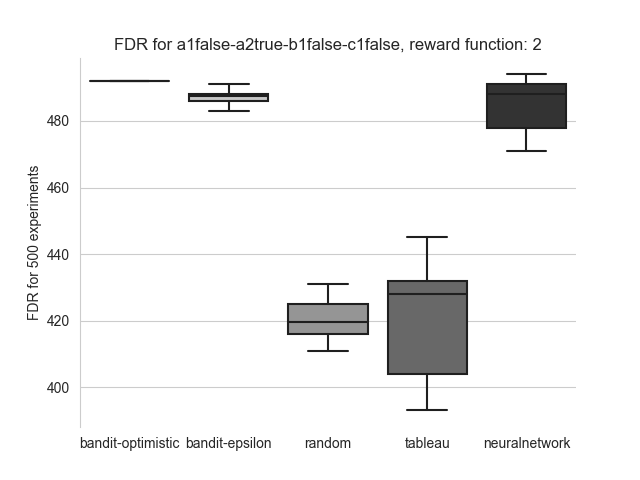 FDR for a1false-a2true-b1false-c1false, reward function: 2
FDR for 500 experiments
480
460
440
420
400
bandit-optimistic
bandit-epsilon
random
tableau
neuralnetwork